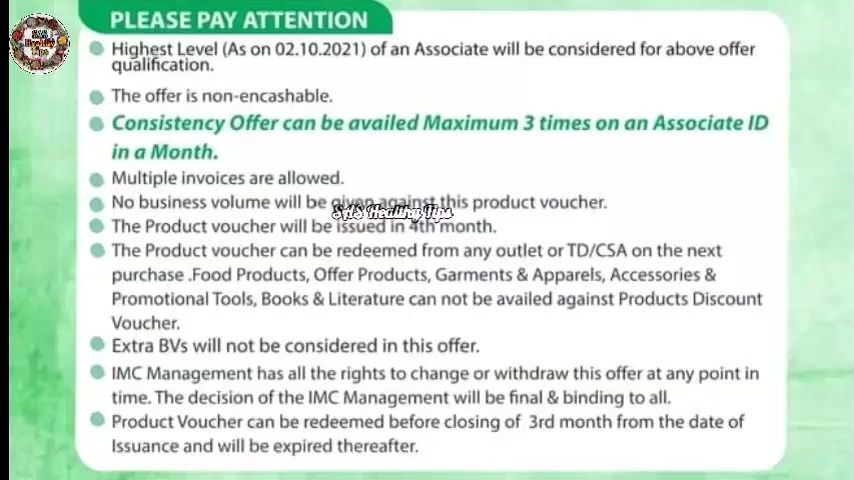 PLEASE PAY ATTENTION
Highest Level (As on 02.10.2021) of an Associate will be considered for above offer
qualification.
The offer is non-encashable.
Consistency Offer can be availed Maximum 3 times on an Associate ID
in a Month.
Multiple invoices are allowed.
No business volume will be given against this product voucher.
SAS Healthy Tips
The Product voucher will be issued in 4th month.
The Product voucher can be redeemed from any outlet or TD/CSA on the next
purchase .Food Products, Offer Products, Garments & Apparels, Accessories &
Promotional Tools, Books & Literature can not be availed against Products Discount
Voucher.
Extra BVs will not be considered in this offer.
IMC Management has all the rights to change or withdraw this offer at any point in
time. The decision of the IMC Management will be final & binding to all.
Product Voucher can be redeemed before closing of 3rd month from the date of
Issuance and will be expired thereafter.
SAS
Healthy
Tips